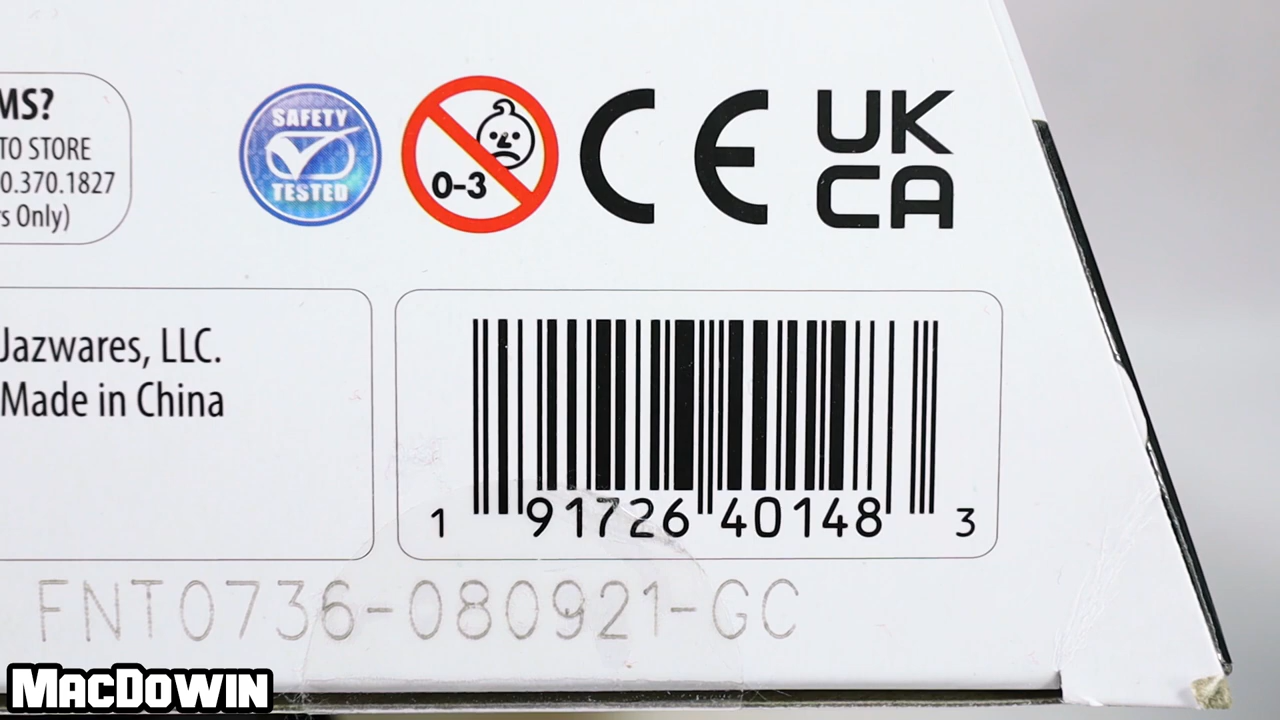 MS?
TO STORE
0.370.1827
s Only)
SAFETY
TESTED
0-3
CE
UK
CA
Jazwares, LLC.
Made in China
1 91726 40148 3
FNT0736-080921-GC
MACDOWIN